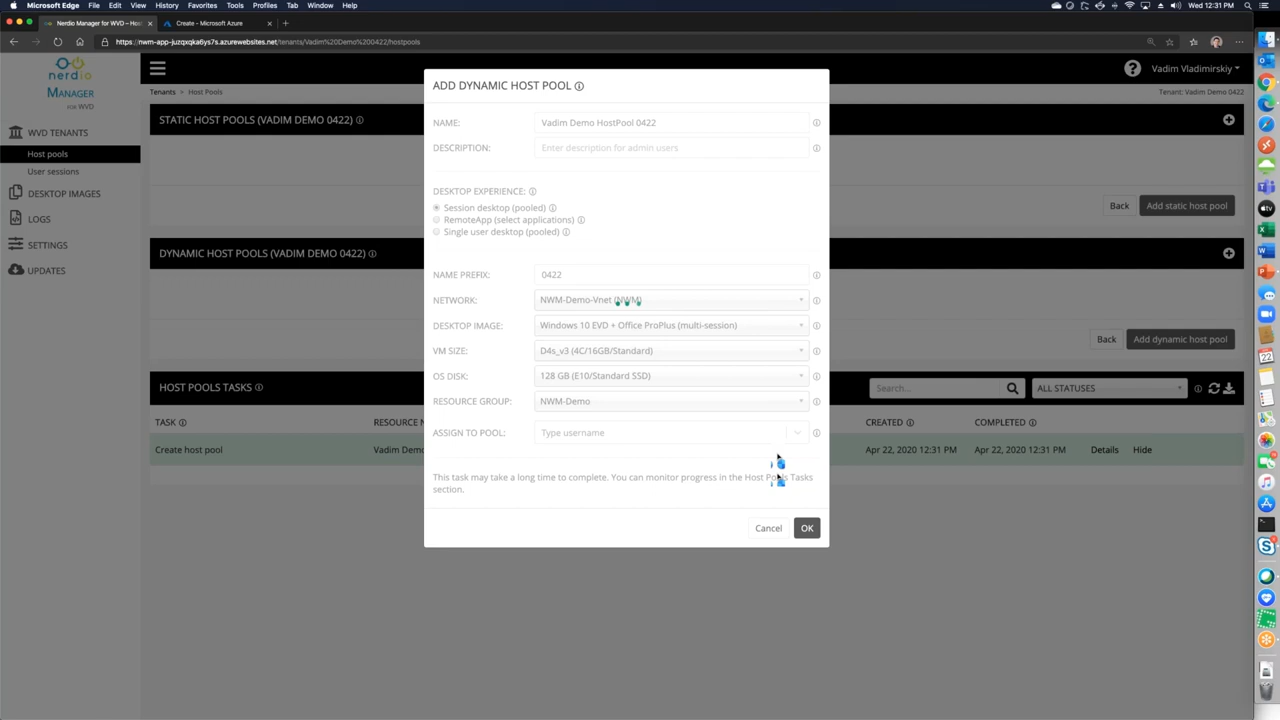 Microsoft Edge File Edit View History Favorites Tools Profiles Tab Window Help
Wed 12:31 PM
Nerdio Manager for WVD – Hos
Create - Microsoft Azure
https://nwm-app-juzqxqka6ys7s.azurewebsites.net/tenants/Vadim%20Demo%200422/hostpools
nerdio
MANAGER
FOR WVD
WVD TENANTS
Host pools
User sessions
DESKTOP IMAGES
LOGS
SETTINGS
UPDATES
Vadim Vladimirskiy
Tenants > Host Pools
Tenant: Vadim Demo 0422
STATIC HOST POOLS (VADIM DEMO 0422)
Back
Add static host pool
DYNAMIC HOST POOLS (VADIM DEMO 0422)
Back
Add dynamic host pool
HOST POOLS TASKS
Search...
ALL STATUSES
TASK
RESOURCE N
CREATED
COMPLETED
Create host pool
Vadim Demo
Apr 22, 2020 12:31 PM
Apr 22, 2020 12:31 PM
Details
Hide
ADD DYNAMIC HOST POOL
NAME:
Vadim Demo HostPool 0422
DESCRIPTION:
Enter description for admin users
DESKTOP EXPERIENCE:
Session desktop (pooled)
RemoteApp (select applications)
Single user desktop (pooled)
NAME PREFIX:
0422
NETWORK:
NWM-Demo-Vnet (NWM)
DESKTOP IMAGE:
Windows 10 EVD + Office ProPlus (multi-session)
VM SIZE:
D4s_v3 (4C/16GB/Standard)
OS DISK:
128 GB (E10/Standard SSD)
RESOURCE GROUP:
NWM-Demo
ASSIGN TO POOL:
Type username
This task may take a long time to complete. You can monitor progress in the Host Pools Tasks
section.
Cancel
OK